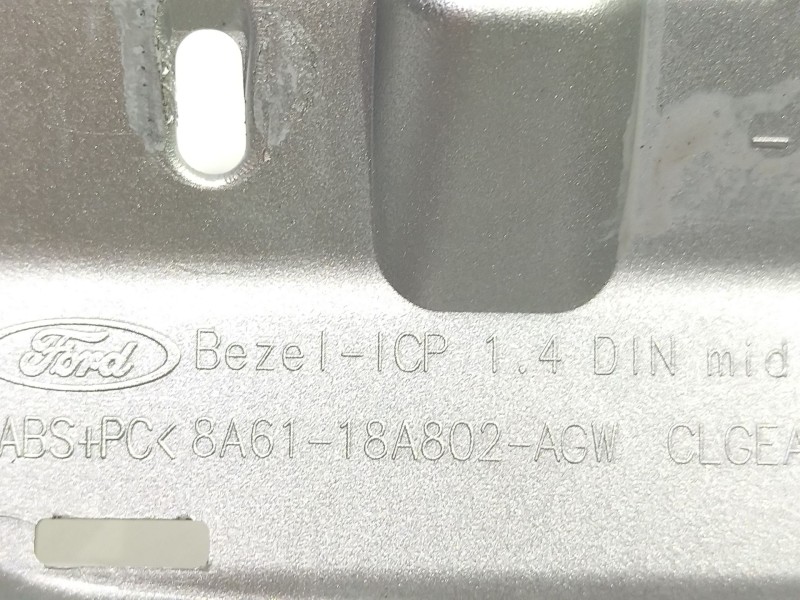 Ford Bezel-ICP 1.4 DIN mid
ABS+PC< 8A61-18A802-AGW CLGEA